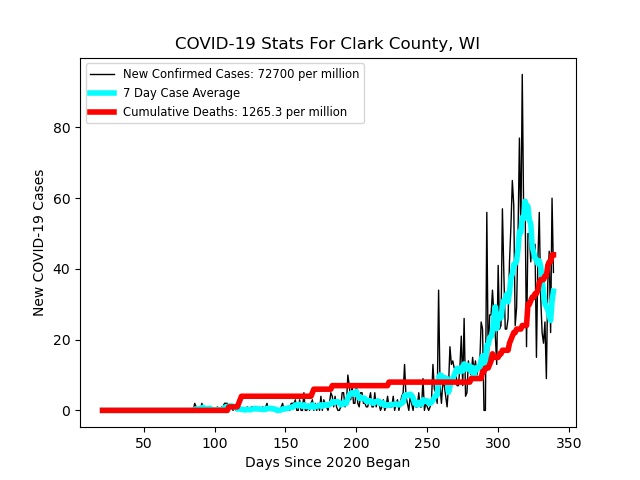 COVID-19 Stats For Clark County, WI
New Confirmed Cases: 72700 per million
7 Day Case Average
Cumulative Deaths: 1265.3 per million
New COVID-19 Cases
80
60
40
20
0
50 100 150 200 250 300 350
Days Since 2020 Began